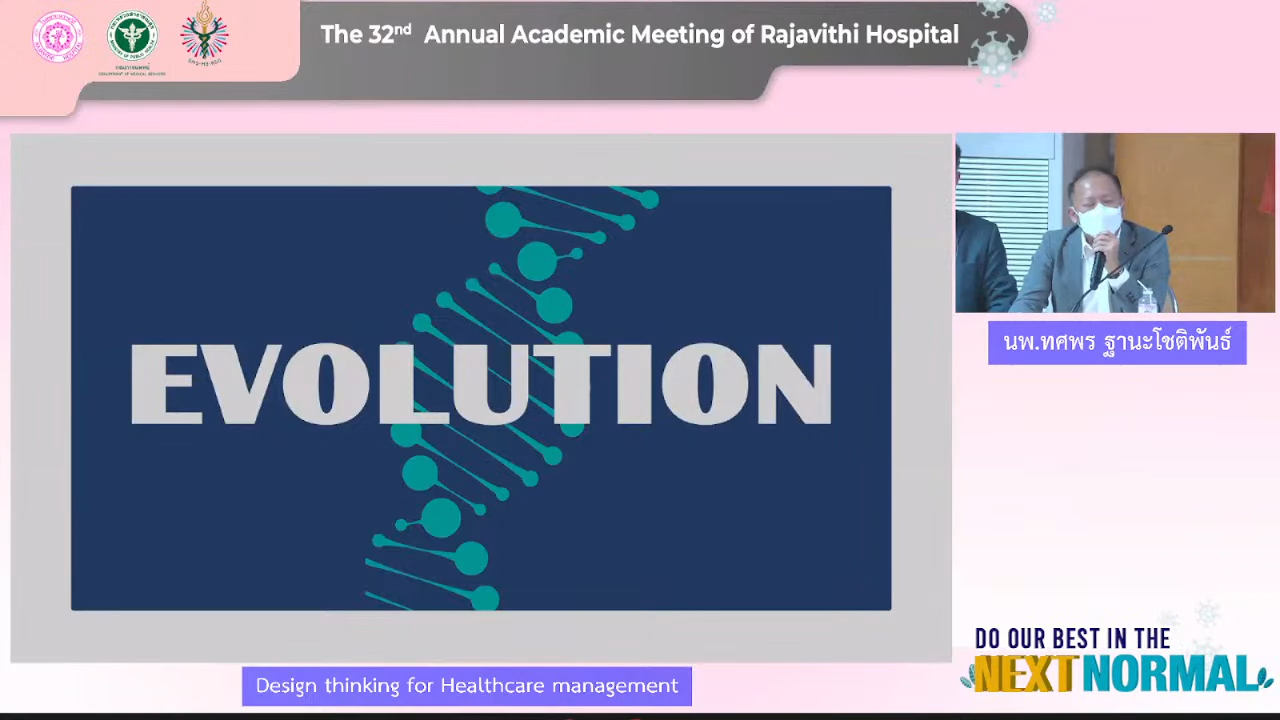 The 32nd Annual Academic Meeting of Rajavithi Hospital
EVOLUTION
นพ.ทศพร ฐานะโชติพันธ์
Design thinking for Healthcare management
DO OUR BEST IN THE
NEXT NORMAL